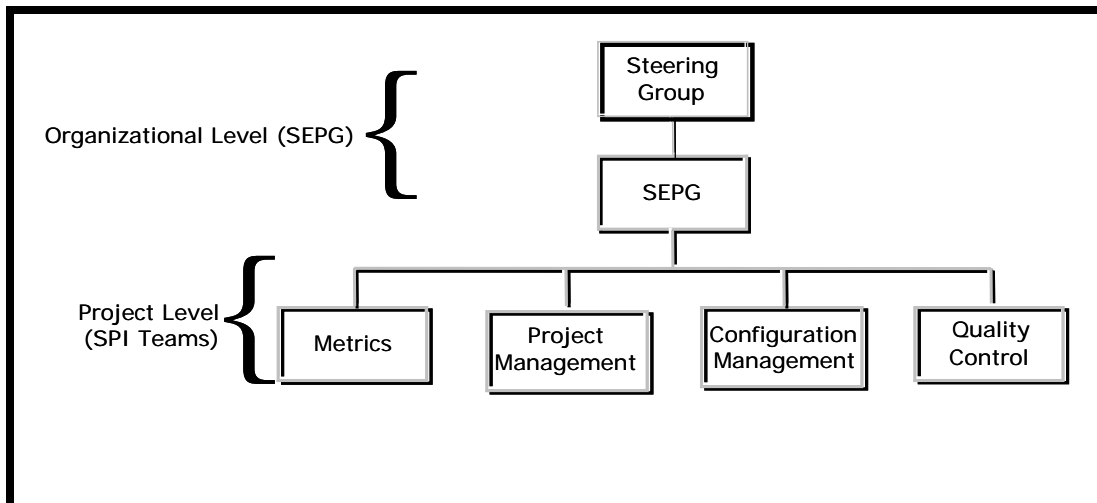 Steering
Group
Organizational Level (SEPG)
SEPG
Project Level
(SPI Teams)
Metrics
Project
Management
Configuration
Management
Quality
Control